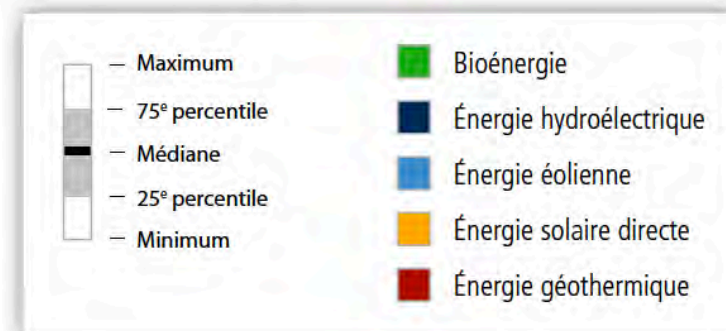 Maximum
75e percentile
Médiane
25e percentile
Minimum
Bioénergie
Énergie hydroélectrique
Énergie éolienne
Énergie solaire directe
Énergie géothermique